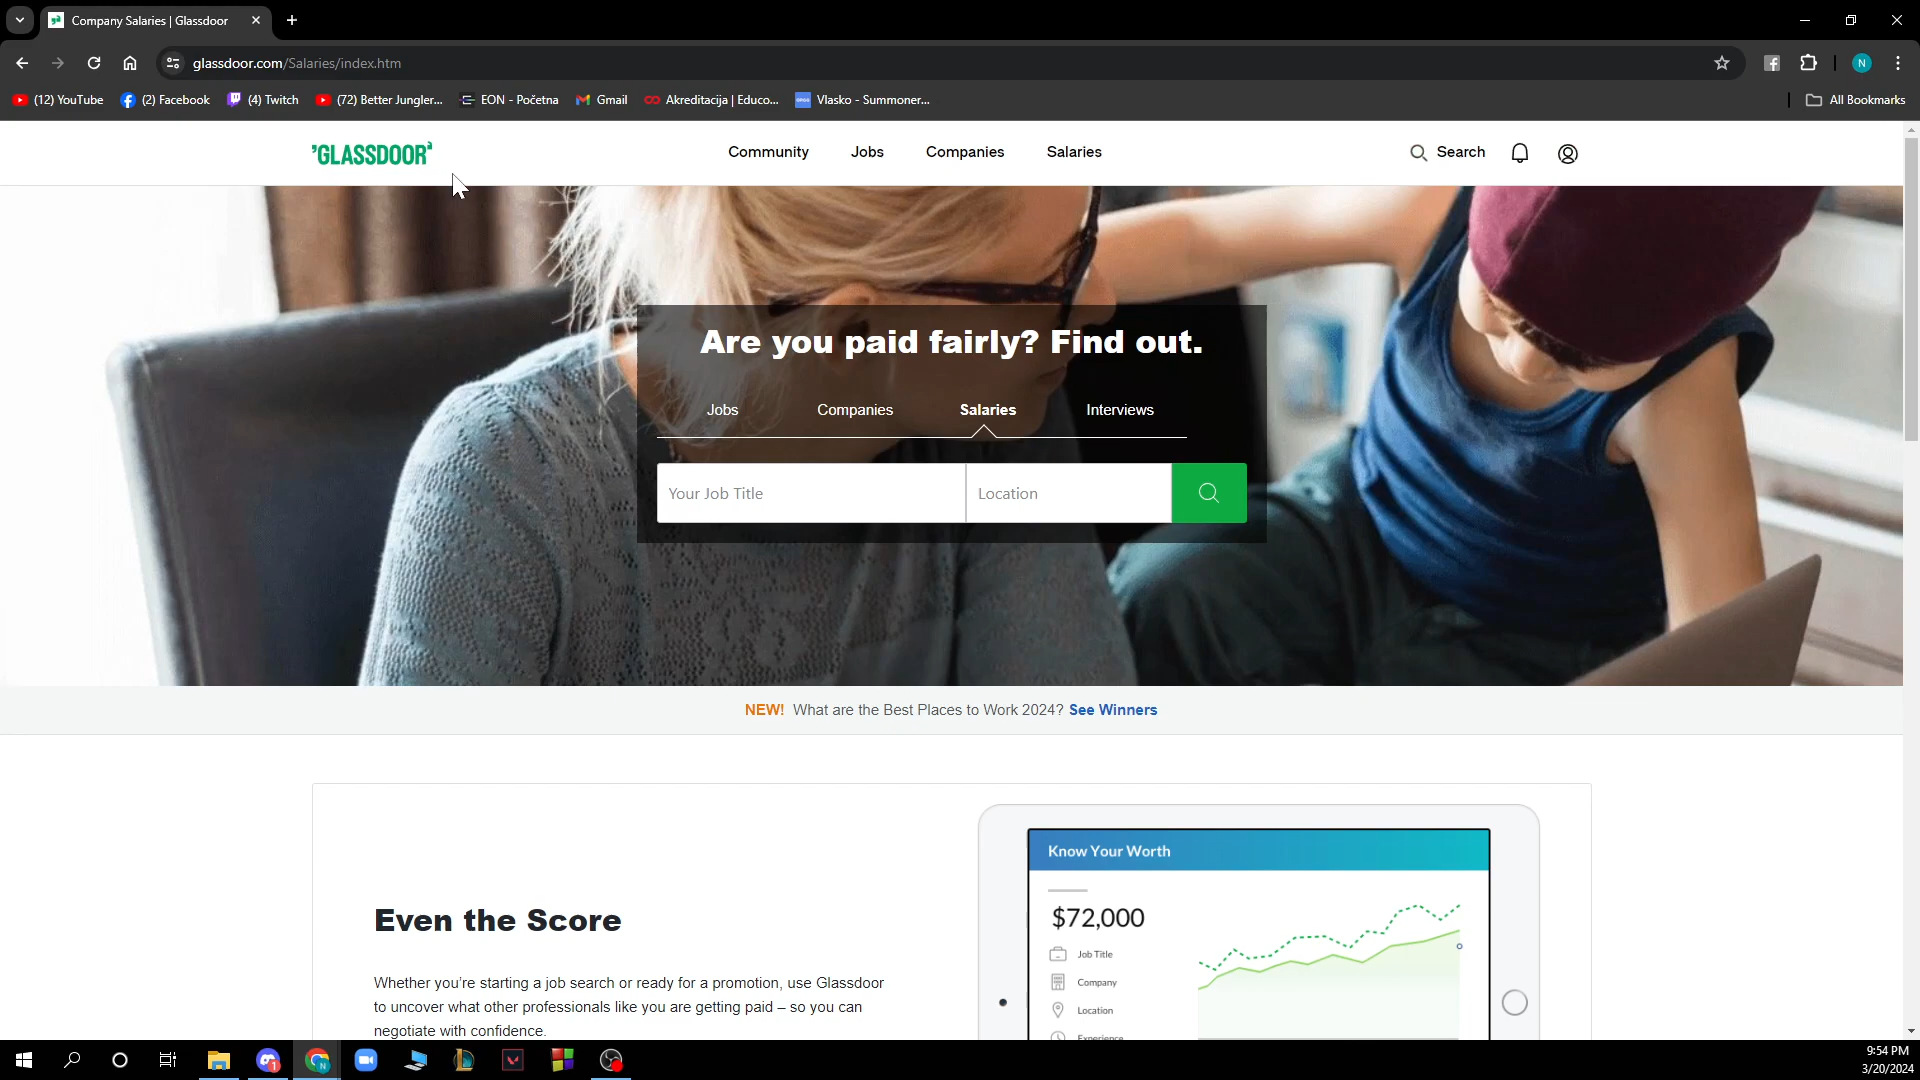 Company Salaries | Glassdoor
glassdoor.com/Salaries/index.htm
N
(12) YouTube
(2) Facebook
(4) Twitch
(72) Better Jungler...
EON - Početna
Gmail
Akreditacija | Educo...
Vlasko - Summoner...
All Bookmarks
GLASSDOOR
Community
Jobs
Companies
Salaries
Search
Are you paid fairly? Find out.
Jobs
Companies
Salaries
Interviews
Your Job Title
Location
NEW! What are the Best Places to Work 2024? See Winners
Even the Score
Whether you're starting a job search or ready for a promotion, use Glassdoor
to uncover what other professionals like you are getting paid – so you can
negotiate with confidence.
Know Your Worth
$72,000
Job Title
Company
Location
Experience
9:54 PM
3/20/2024